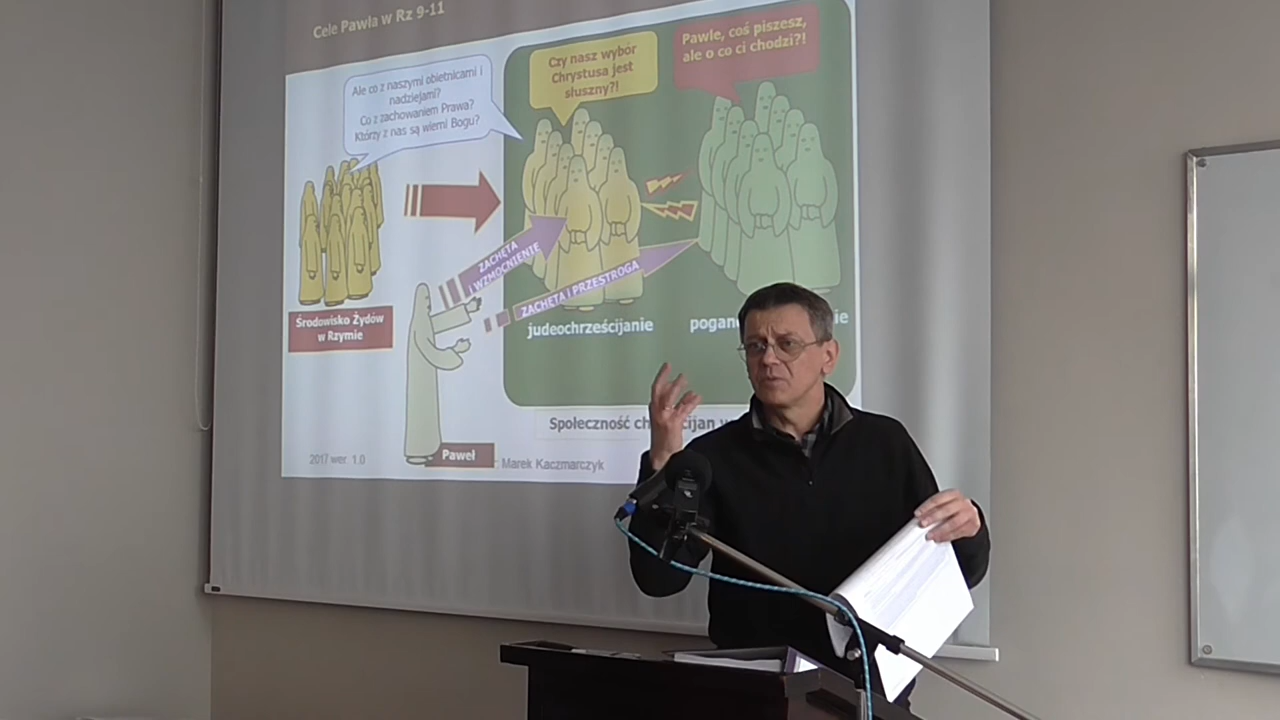 Cele Pawła w Rz 9-11
Ale co z naszymi obietnicami i
nadziejami?
Co z zachowaniem Prawa?
Którzy z nas są wierni Bogu?
Czy nasz wybór
Chrystusa jest
słuszny?!
Pawle, coś piszesz,
ale o co ci chodzi?!
ZACHĘTA
i WZMOCNIENIE
ZACHĘTA i PRZESTROGA
Środowisko Żydów
w Rzymie
judeochrześcijanie
Paweł
2017 wer. 1.0
Marek Kaczmarczyk
Społeczność